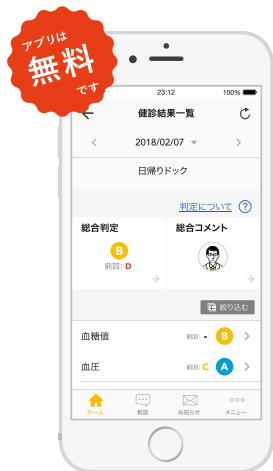 アプリは
無料
です
23:12
100%
健診結果一覧
2018/02/07
日帰りドック
判定について ?
総合判定
B
前回: D
総合コメント
絞り込む
血糖値
前回: -
B
血圧
前回: C
A
ホーム
相談
お知らせ
メニュー